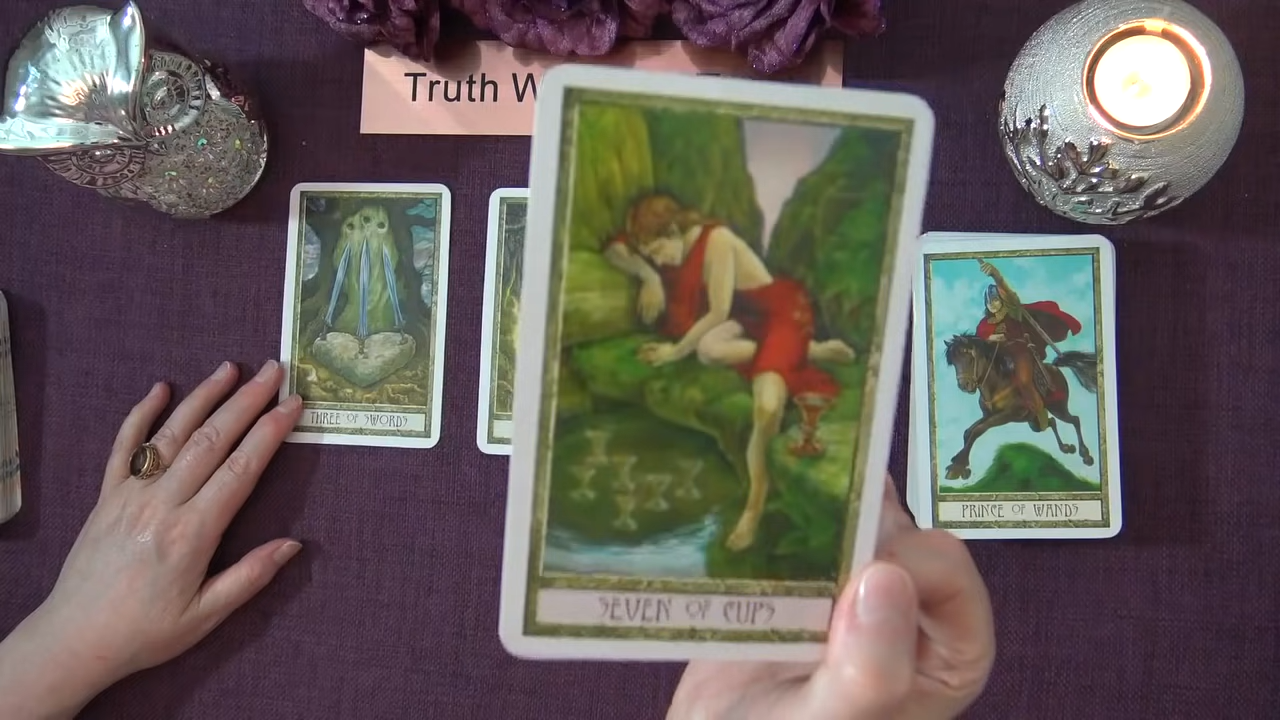 Truth W
THREE OF SWORDS
PRINCE OF WANDS
SEVEN OF CUPS